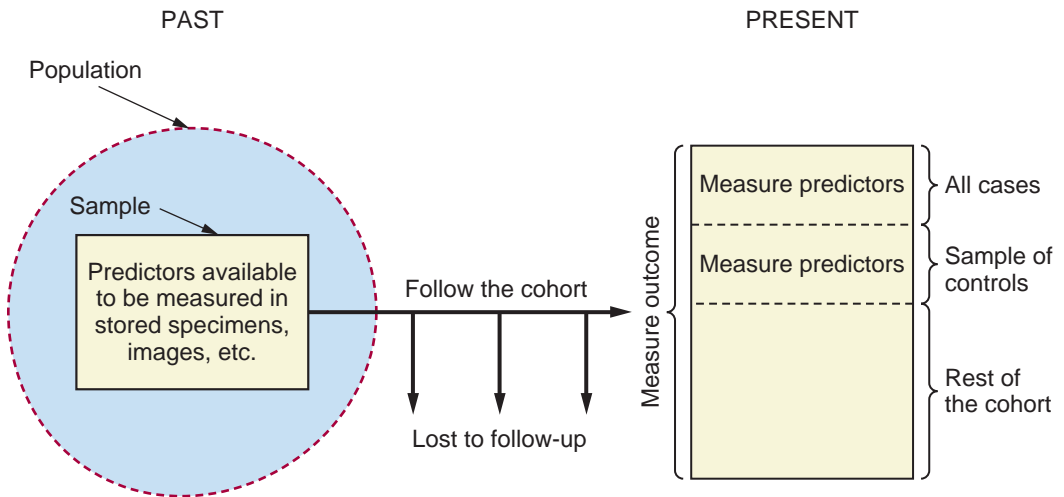 PAST
PRESENT
Population
Sample
Predictors available
to be measured in
stored specimens,
images, etc.
Follow the cohort
Lost to follow-up
Measure outcome
Measure predictors
All cases
Measure predictors
Sample of
controls
Rest of
the cohort